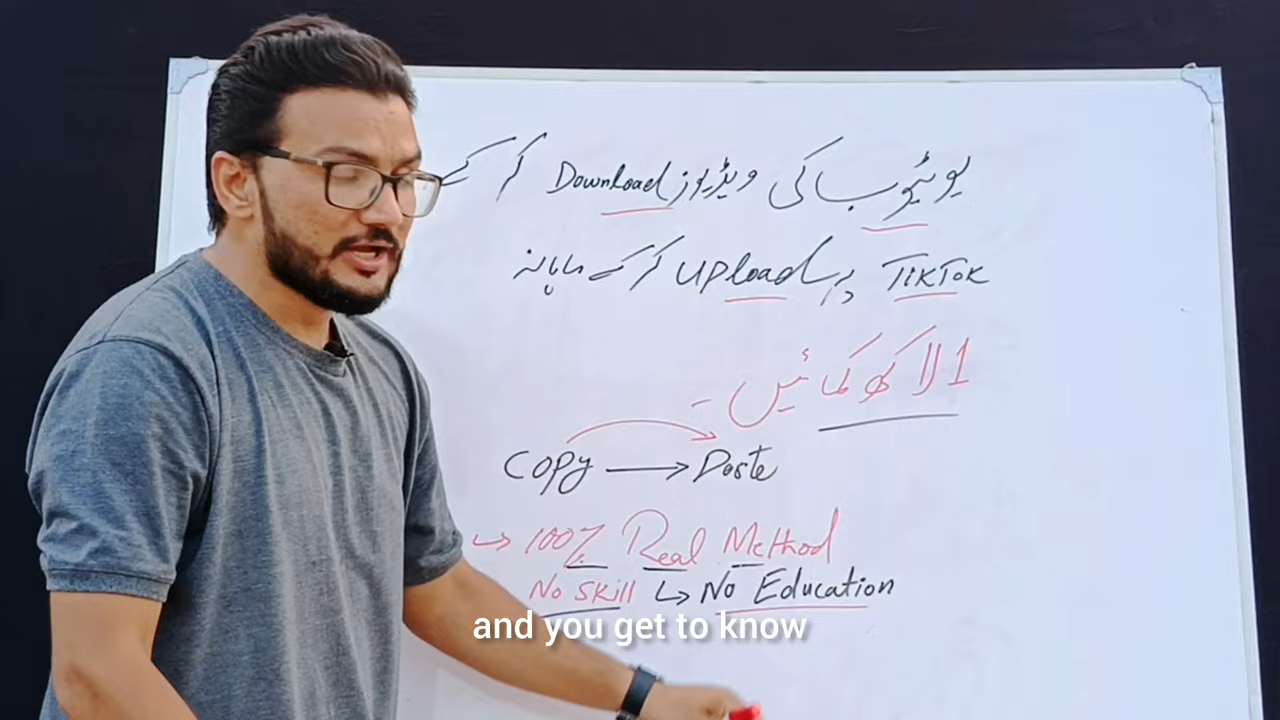 یوٹیوب کی ویڈیوز Download کر کے
TikTok پر Upload کر کے ماہانہ
1 لاکھ کمائیں ۔
Copy → Paste
↳ 100% Real Method
No Skill ↳ No Education
and you get to know